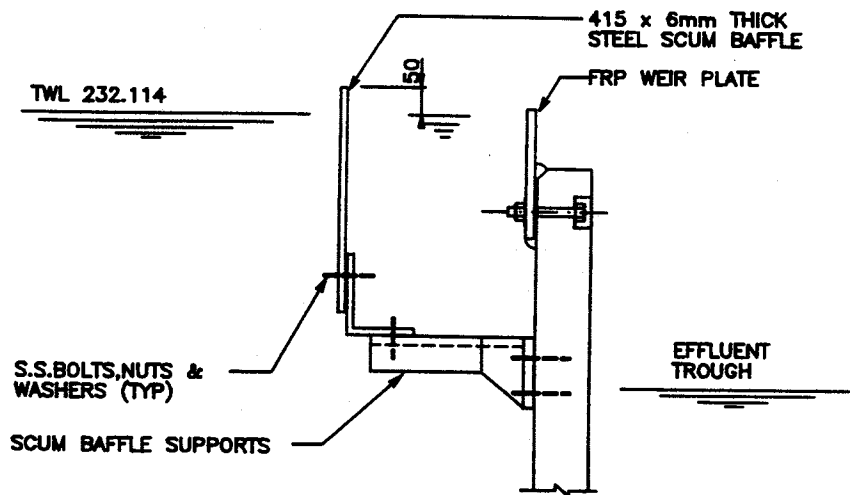 415 x 6mm THICK
STEEL SCUM BAFFLE
50
FRP WEIR PLATE
TWL 232.114
S.S.BOLTS,NUTS &
WASHERS (TYP)
EFFLUENT
TROUGH
SCUM BAFFLE SUPPORTS